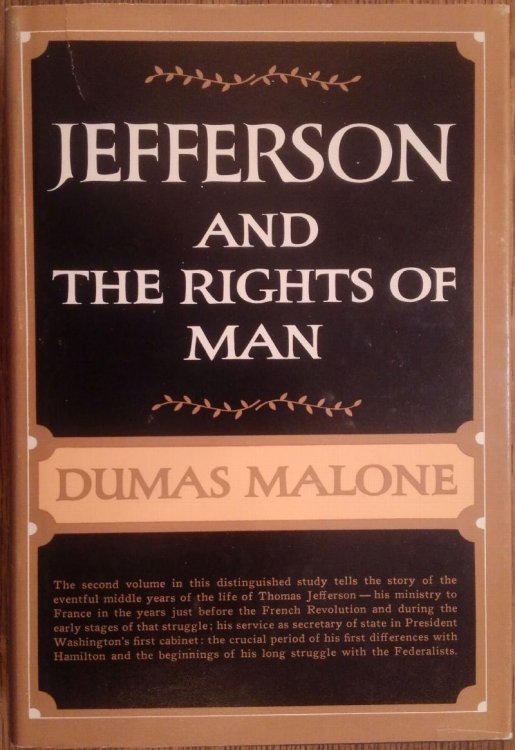 JEFFERSON
AND
THE RIGHTS OF
MAN
DUMAS MALONE
The second volume in this distinguished study tells the story of the
eventful middle years of the life of Thomas Jefferson — his ministry to
France in the years just before the French Revolution and during the
early stages of that struggle; his service as secretary of state in President
Washington's first cabinet: the crucial period of his first differences with
Hamilton and the beginnings of his long struggle with the Federalists.